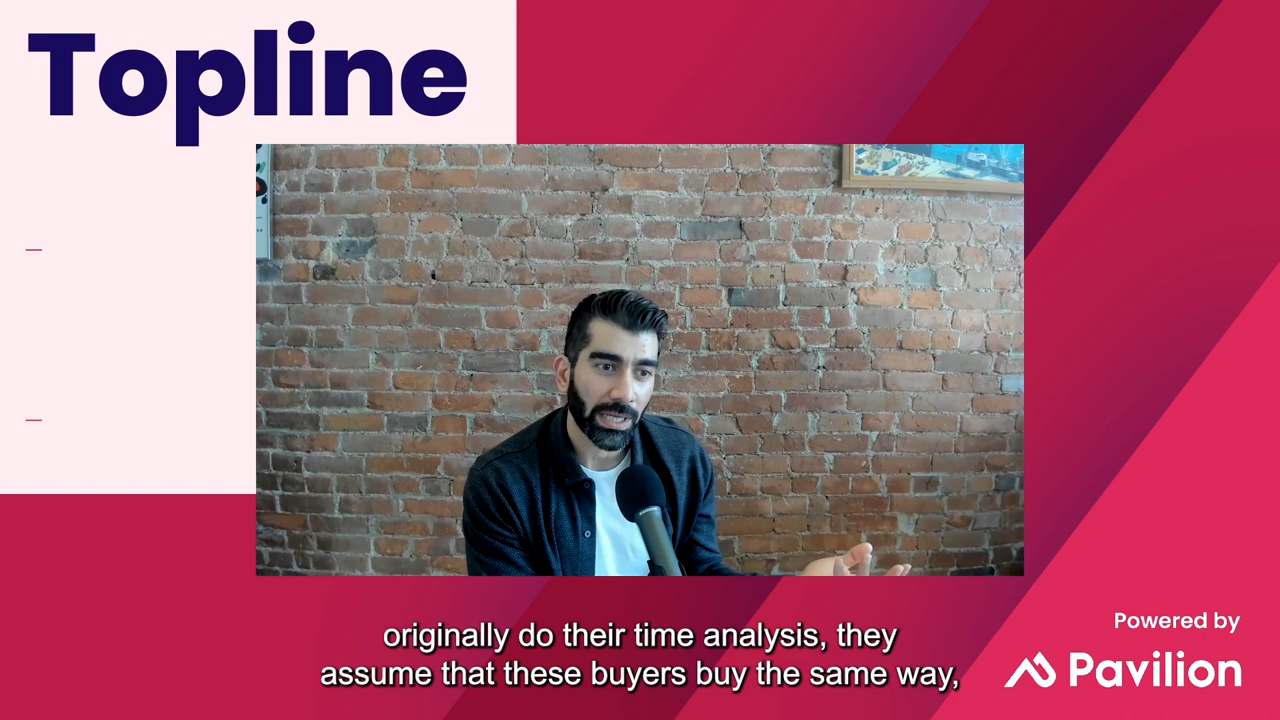 Topline
originally do their time analysis, they
assume that these buyers buy the same way,
Powered by
Pavilion